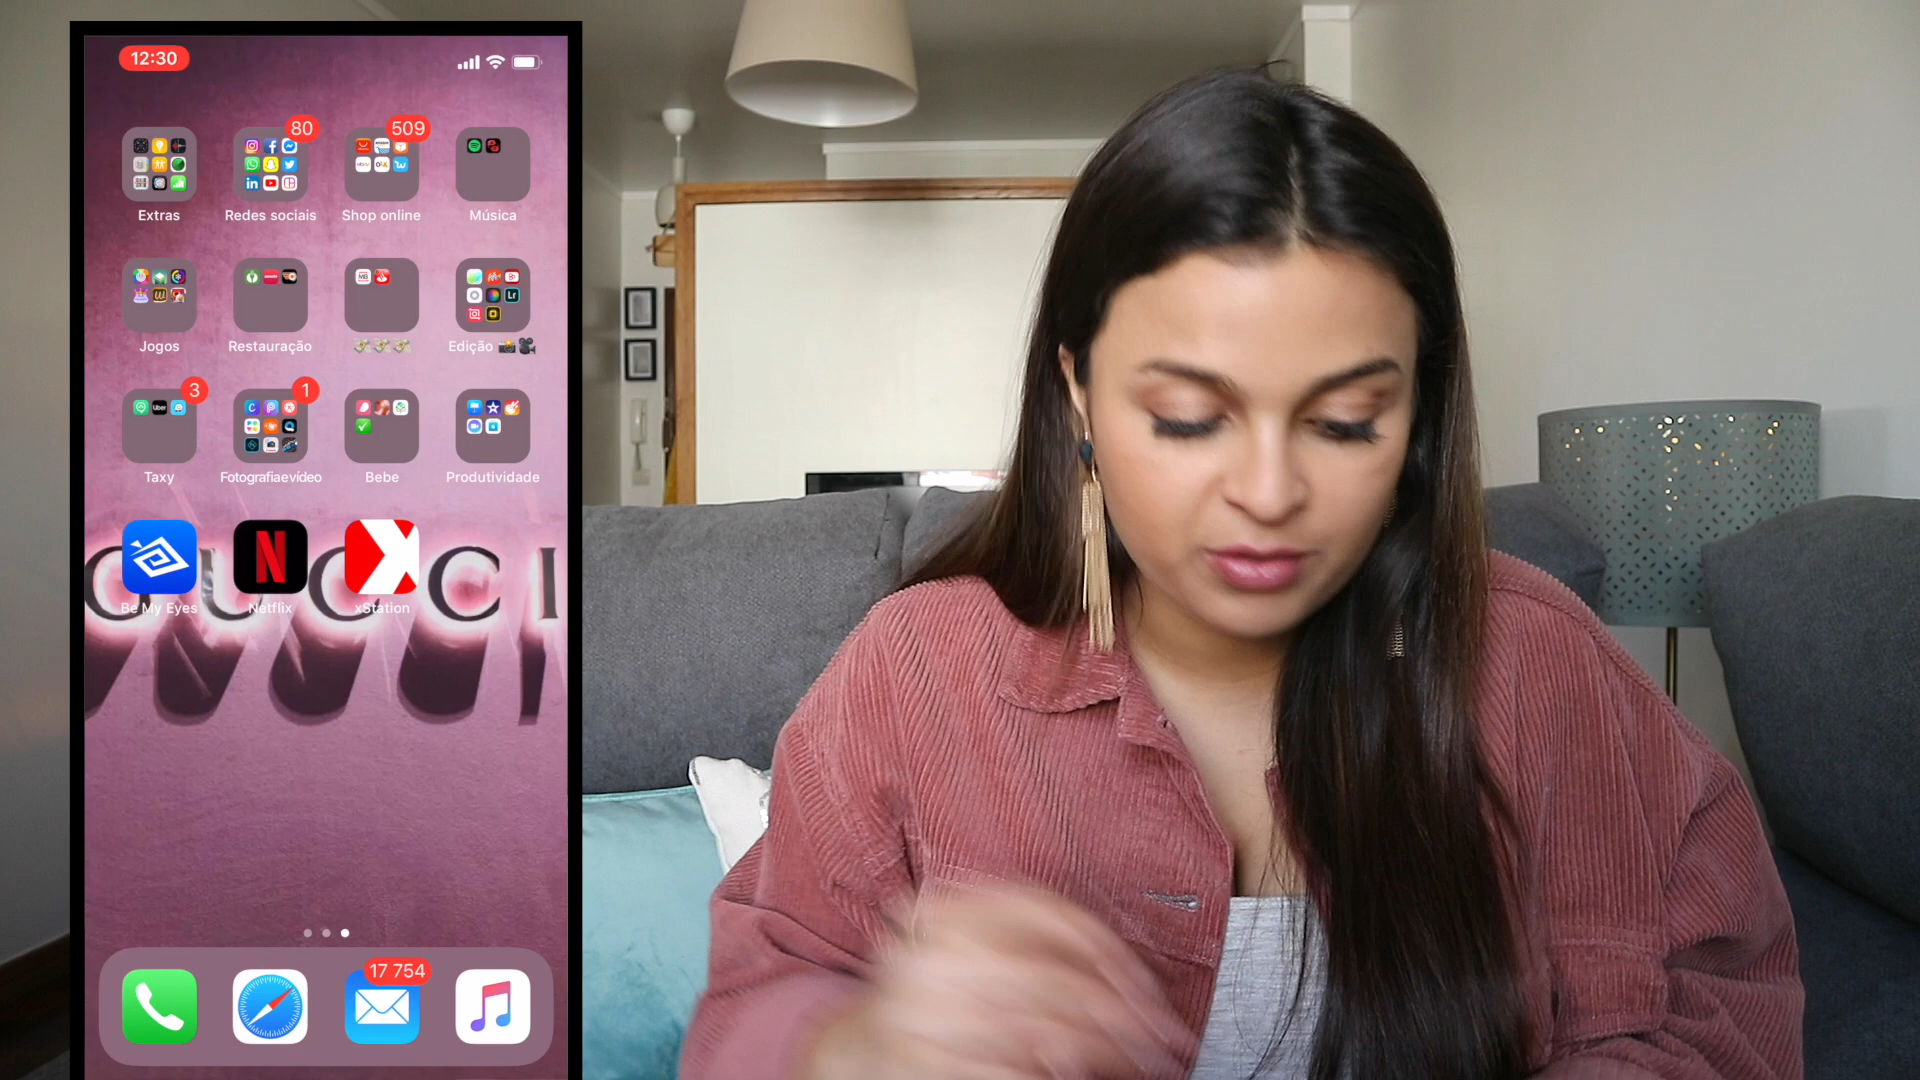 12:30
80
509
Extras
Redes sociais
Shop online
Música
Jogos
Restauração
💸💸💸
Edição 📸🎥
3
1
Taxy
Fotografiaevídeo
Bebe
Produtividade
GUCCI
Be My Eyes
Netflix
xStation
17 754